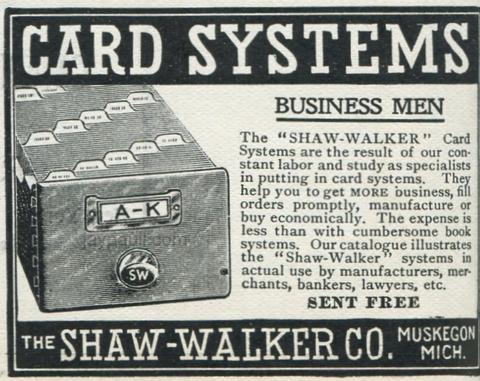 CARD SYSTEMS
BUSINESS MEN
The "SHAW-WALKER" Card
Systems are the result of our con-
stant labor and study as specialists
in putting in card systems. They
help you to get MORE business, fill
orders promptly, manufacture or
buy economically. The expense is
less than with cumbersome book
systems. Our catalogue illustrates
the "Shaw-Walker" systems in
actual use by manufacturers, mer-
chants, bankers, lawyers, etc.
SENT FREE
A-K
jaypaull.com
SW
THE SHAW-WALKER CO. MUSKEGON
MICH.